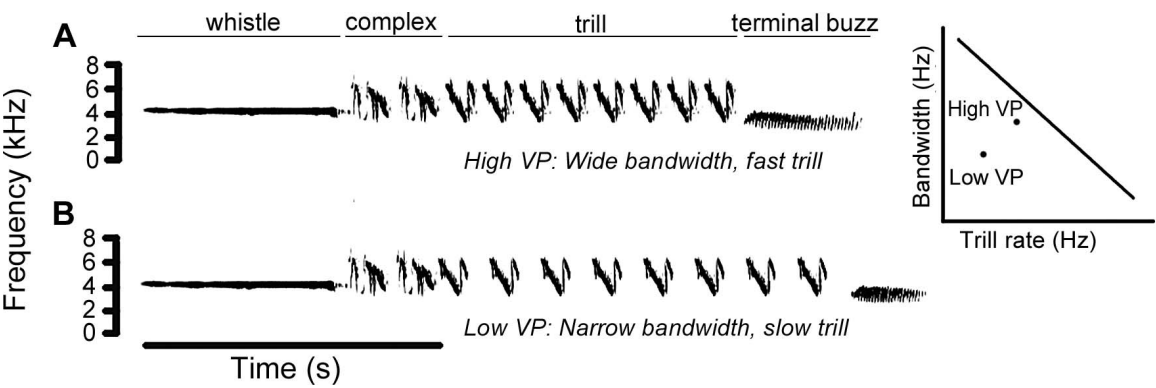 A
whistle
complex
trill
terminal buzz
8
6
4
2
0
High VP: Wide bandwidth, fast trill
B
8
6
4
2
0
Low VP: Narrow bandwidth, slow trill
Frequency (kHz)
Time (s)
Bandwidth (Hz)
High VP
Low VP
Trill rate (Hz)